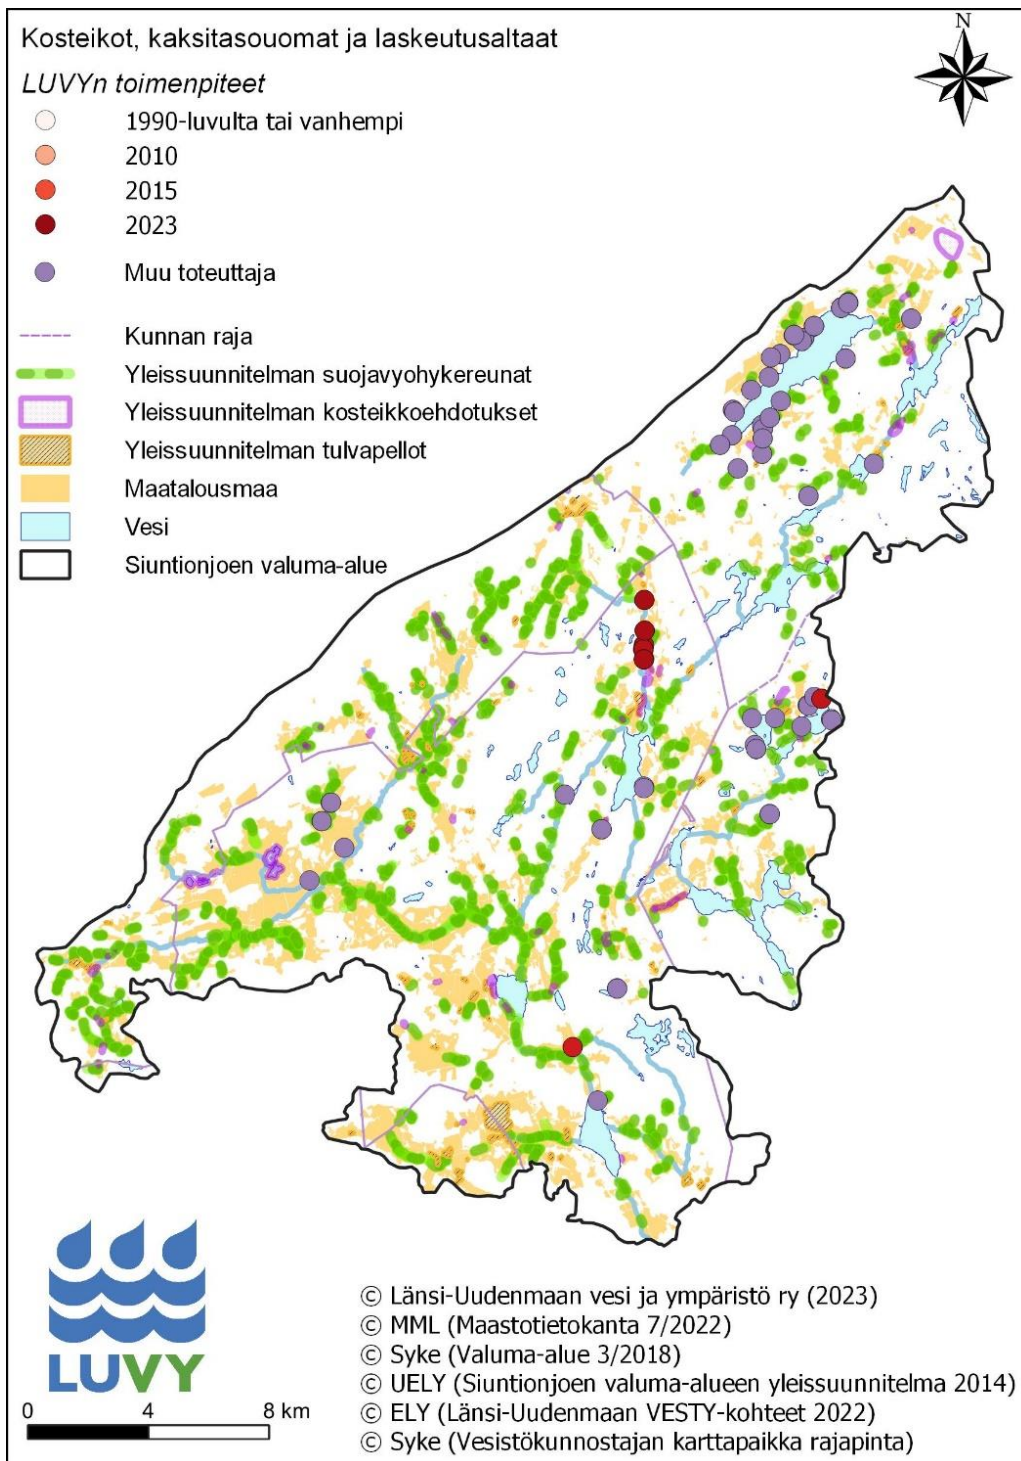 Kosteikot, kaksitasouomat ja laskeutusaltaat
N
LUVYn toimenpiteet
1990-luvulta tai vanhempi
2010
2015
2023
Muu toteuttaja
Kunnan raja
Yleissuunnitelman suojavyohykereunat
Yleissuunnitelman kosteikkoehdotukset
Yleissuunnitelman tulvapellot
Maatalousmaa
Vesi
Siuntionjoen valuma-alue
LUVY
0 4 8 km
© Länsi-Uudenmaan vesi ja ympäristö ry (2023)
© MML (Maastotietokanta 7/2022)
© Syke (Valuma-alue 3/2018)
© UELY (Siuntionjoen valuma-alueen yleissuunnitelma 2014)
© ELY (Länsi-Uudenmaan VESTY-kohteet 2022)
© Syke (Vesistökunnostajan karttapaikka rajapinta)